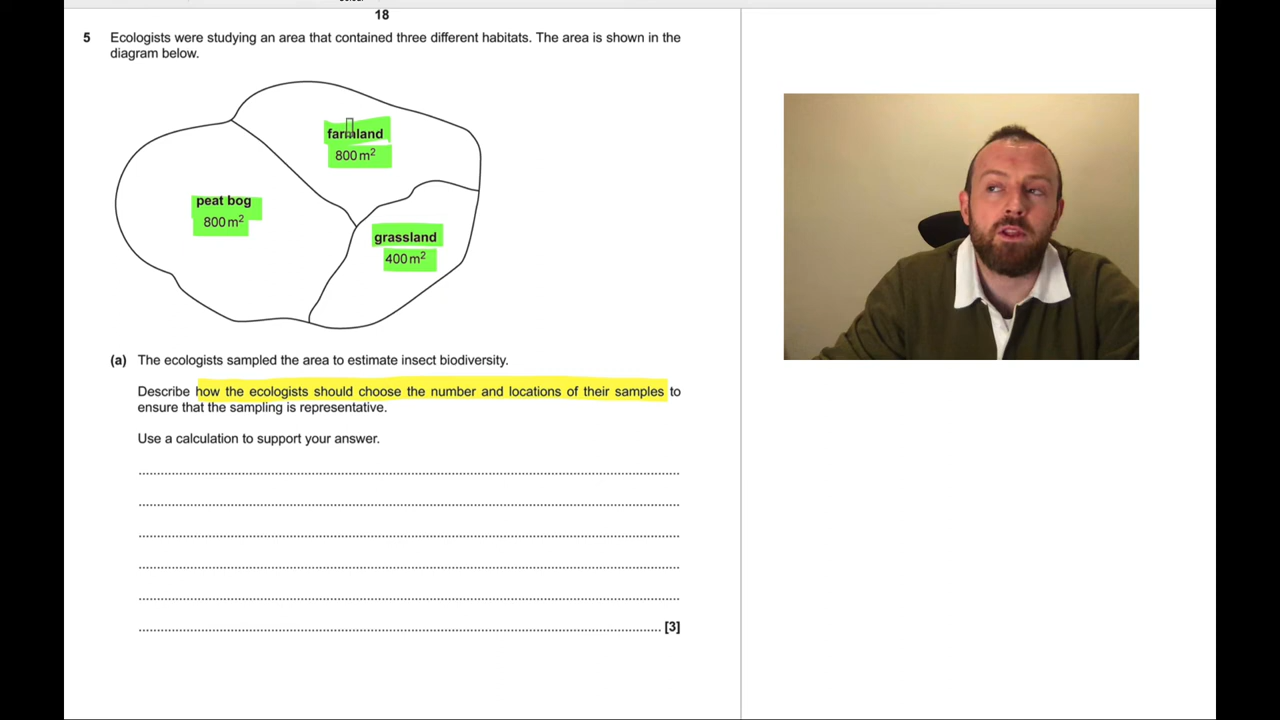 18
5 Ecologists were studying an area that contained three different habitats. The area is shown in the
diagram below.
farmland
800 m²
peat bog
800 m²
grassland
400 m²
(a) The ecologists sampled the area to estimate insect biodiversity.
Describe how the ecologists should choose the number and locations of their samples to
ensure that the sampling is representative.
Use a calculation to support your answer.
[3]